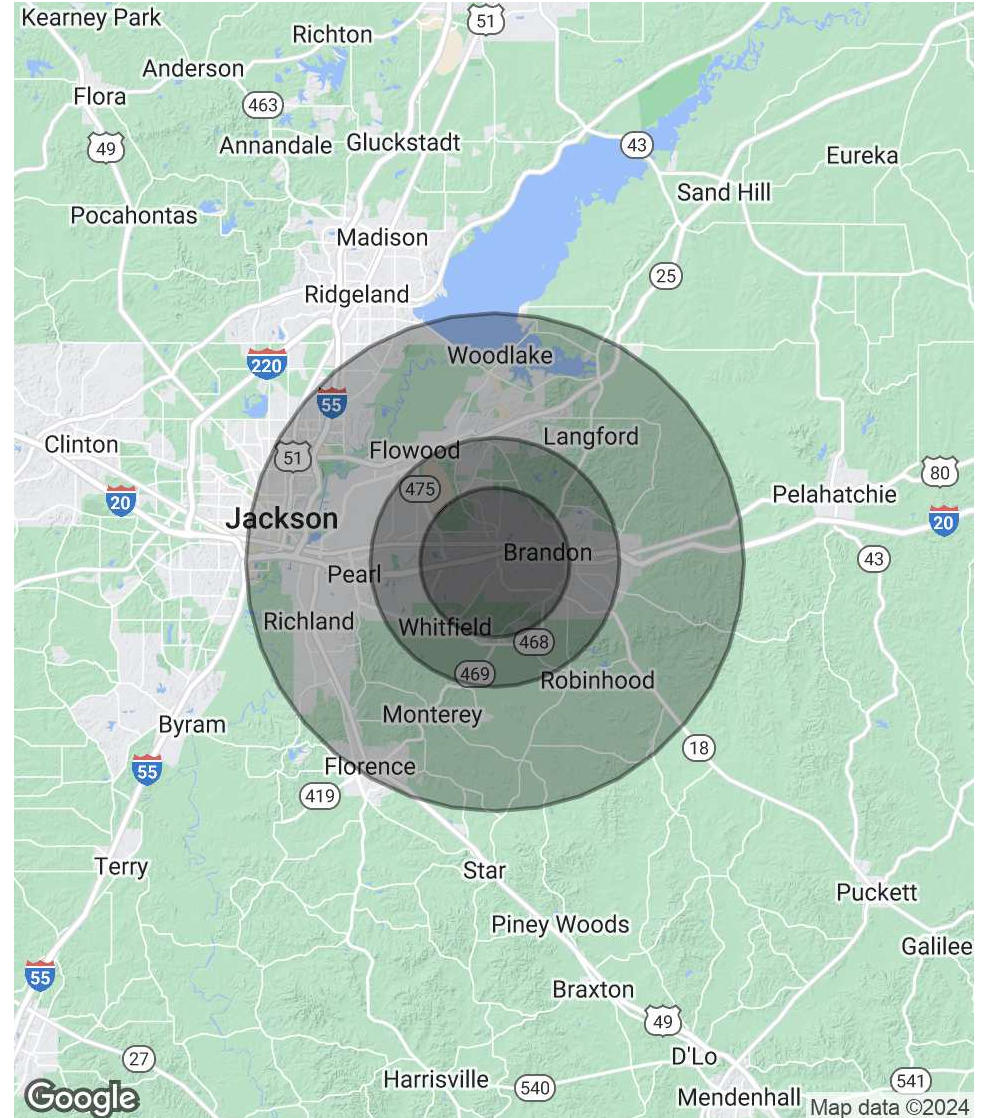 Kearney Park
51
Richton
Anderson
Flora
463
49
Annandale
Gluckstadt
43
Eureka
Sand Hill
Pocahontas
Madison
25
Ridgeland
Woodlake
220
55
Clinton
51
Flowood
Langford
80
475
Pelahatchie
20
Jackson
20
Brandon
43
Pearl
Richland
Whitfield
468
469
Robinhood
Monterey
Byram
18
55
Florence
419
Terry
Star
Puckett
Piney Woods
Galilee
55
Braxton
49
27
D'Lo
Harrisville
540
541
Mendenhall
Google
Map data ©2024